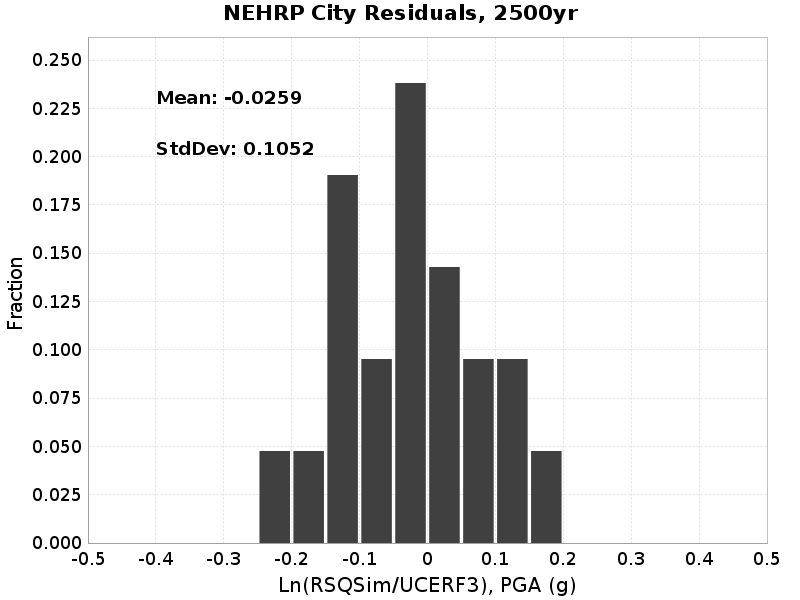 NEHRP City Residuals, 2500yr
0.250
Mean: -0.0259
0.225
StdDev: 0.1052
0.200
0.175
0.150
0.125
0.100
0.075
0.050
0.025
0.000
Fraction
-0.5 -0.4 -0.3 -0.2 -0.1 0 0.1 0.2 0.3 0.4 0.5
Ln(RSQSim/UCERF3), PGA (g)